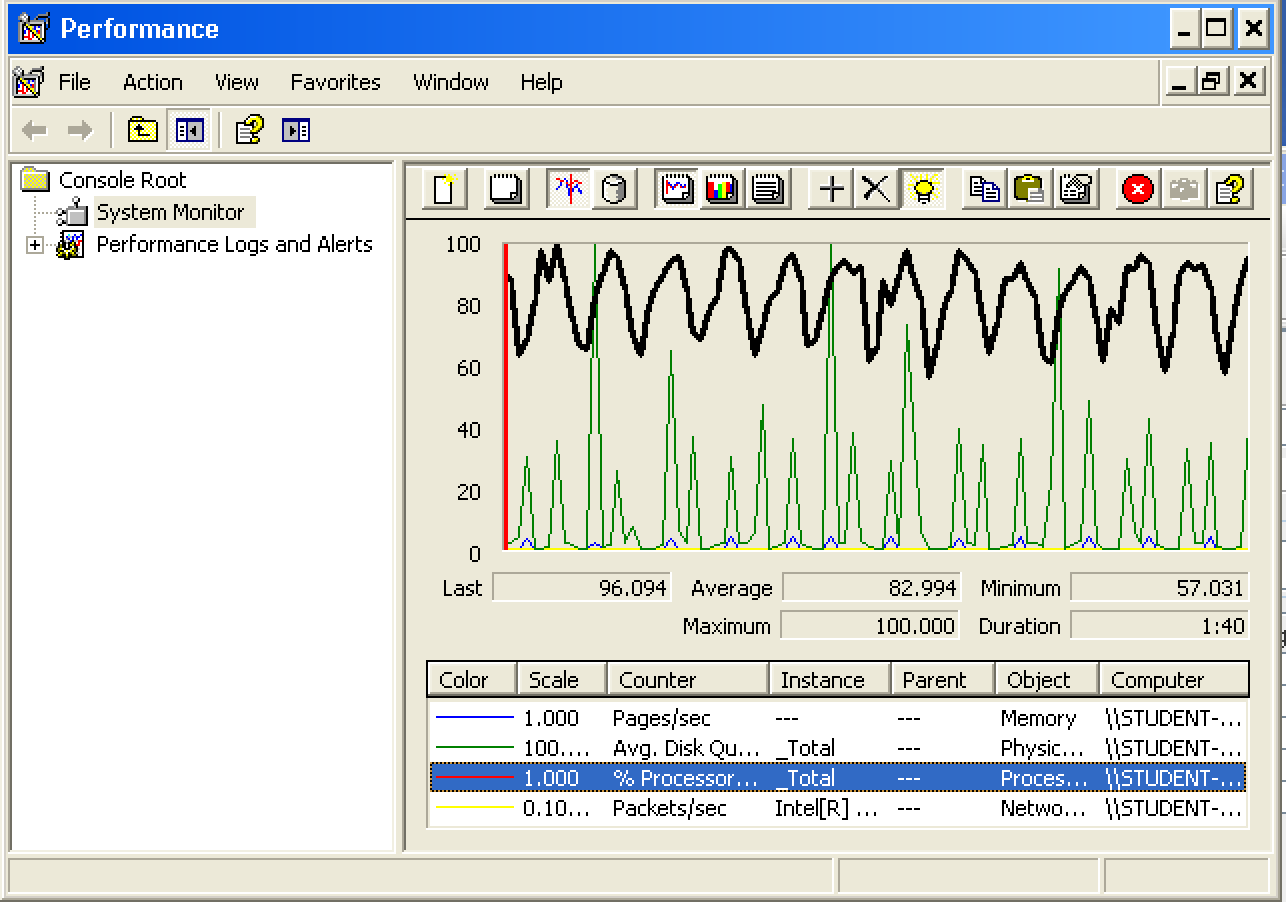 Performance
File Action View Favorites Window Help
Console Root
System Monitor
Performance Logs and Alerts
100
80
60
40
20
0
Last 96.094 Average 82.994 Minimum 57.031
Maximum 100.000 Duration 1:40
Color Scale Counter Instance Parent Object Computer
1.000 Pages/sec --- --- Memory \\STUDENT-...
100.... Avg. Disk Qu... _Total --- Physic... \\STUDENT-...
1.000 % Processor... _Total --- Proces... \\STUDENT-...
0.10... Packets/sec Intel[R] ... --- Netwo... \\STUDENT-...